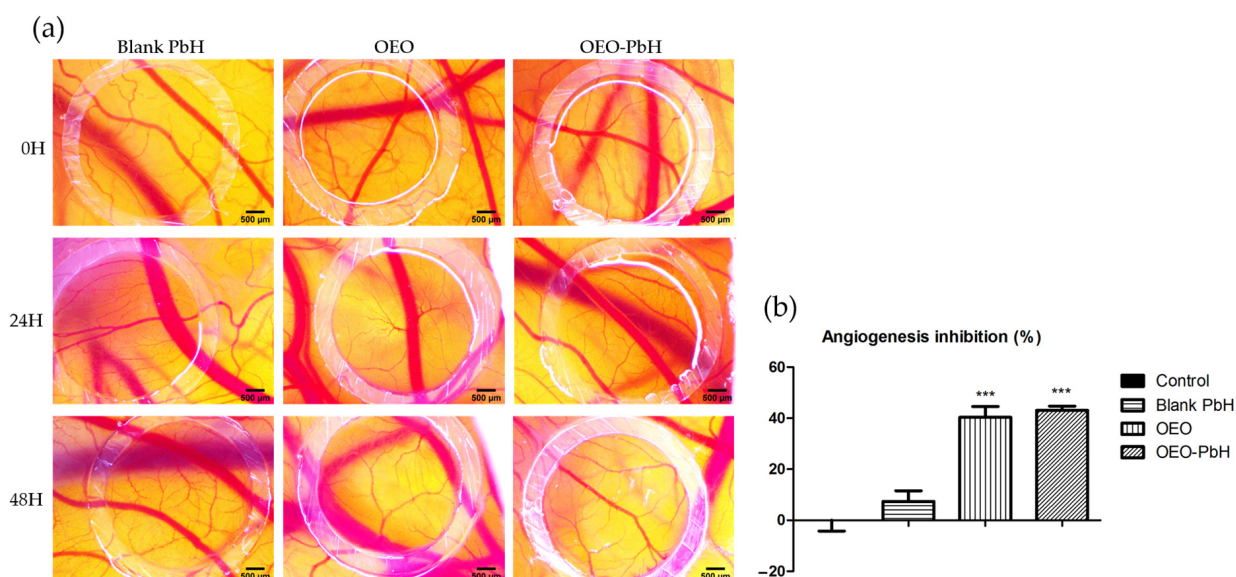 (a)
Blank PbH OEO OEO-PbH
0H
500 µm 500 µm 500 µm
24H
500 µm 500 µm 500 µm
48H
500 µm 500 µm 500 µm
(b)
Angiogenesis inhibition (%)
60
40
20
0
−20
*** ***
Control
Blank PbH
OEO
OEO-PbH